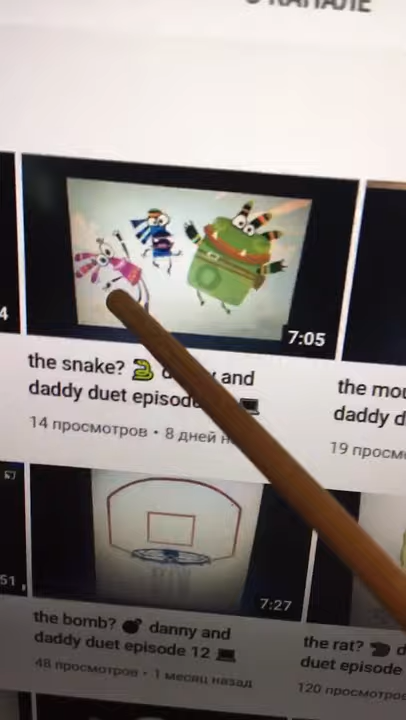 О КАНАЛЕ
7:05
the snake? 🐍 and
daddy duet episode 💻
14 просмотров • 8 дней
the mou
daddy d
19 просм
51
7:27
the bomb? 💣 danny and
daddy duet episode 12 💻
48 просмотров • 1 месяц назад
the rat? 🐀 d
duet episode
120 просмотров